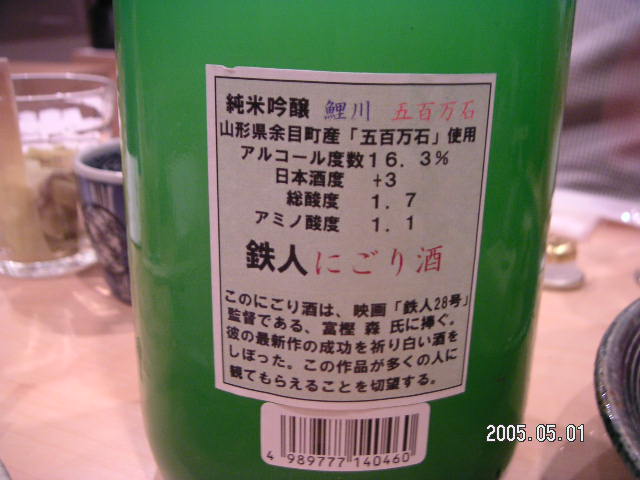 純米吟醸 鯉川 五百万石
山形県余目町産「五百万石」使用
アルコール度数16.3%
日本酒度 +3
総酸度 1.7
アミノ酸度 1.1
鉄人にごり酒
このにごり酒は、映画「鉄人28号」
監督である、冨樫 森 氏に捧ぐ。
彼の最新作の成功を祈り白い酒を
しぼった。この作品が多くの人に
観てもらえることを切望する。
4 989777 140460
2005.05.01